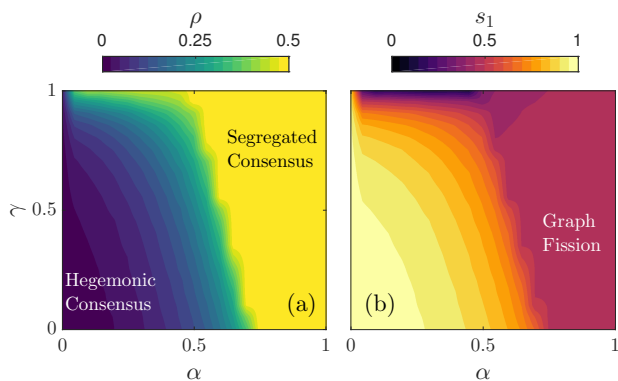 ρ
s₁
0 0.25 0.5
0 0.5 1
1
0.5
0
γ
Segregated
Consensus
Hegemonic
Consensus
(a)
Graph
Fission
(b)
0 0.5 1
0 0.5 1
α
α